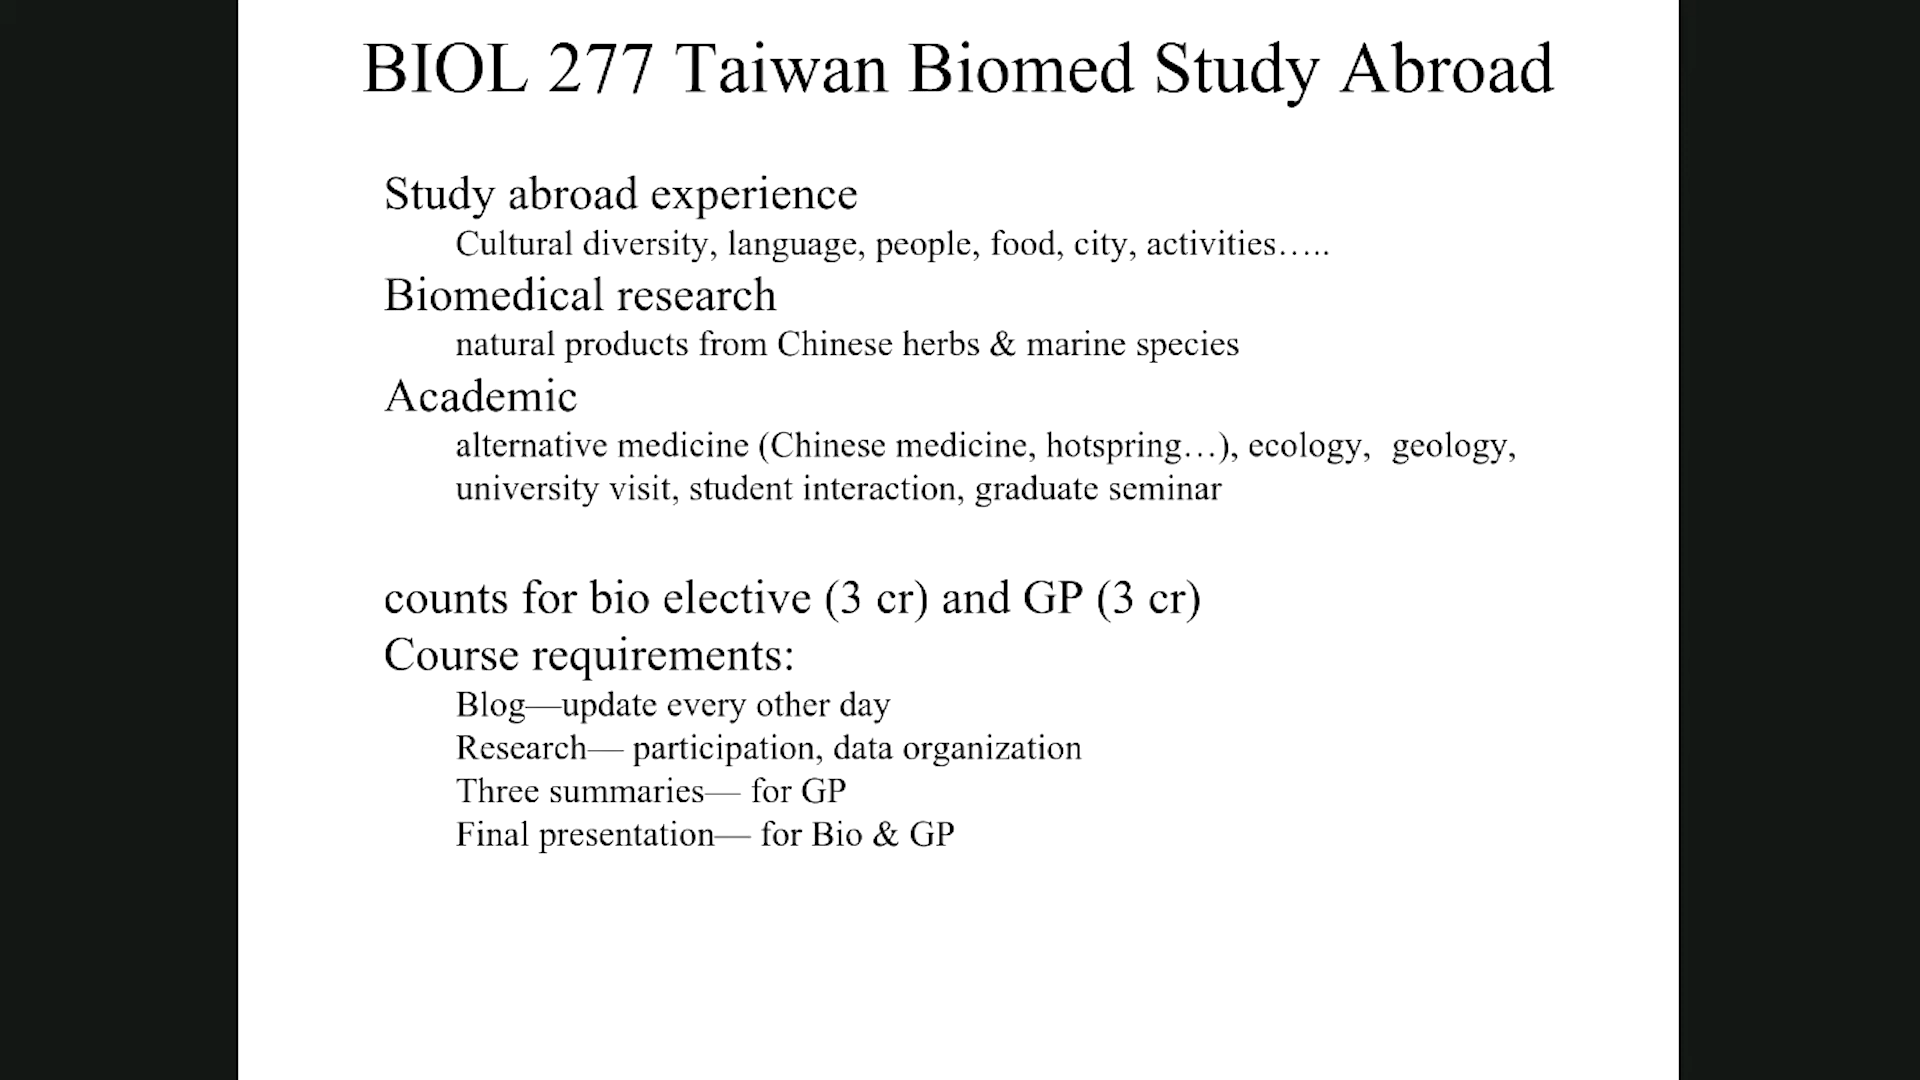 BIOL 277 Taiwan Biomed Study Abroad
Study abroad experience
Cultural diversity, language, people, food, city, activities…..
Biomedical research
natural products from Chinese herbs & marine species
Academic
alternative medicine (Chinese medicine, hotspring…), ecology, geology,
university visit, student interaction, graduate seminar
counts for bio elective (3 cr) and GP (3 cr)
Course requirements:
Blog—update every other day
Research— participation, data organization
Three summaries— for GP
Final presentation— for Bio & GP